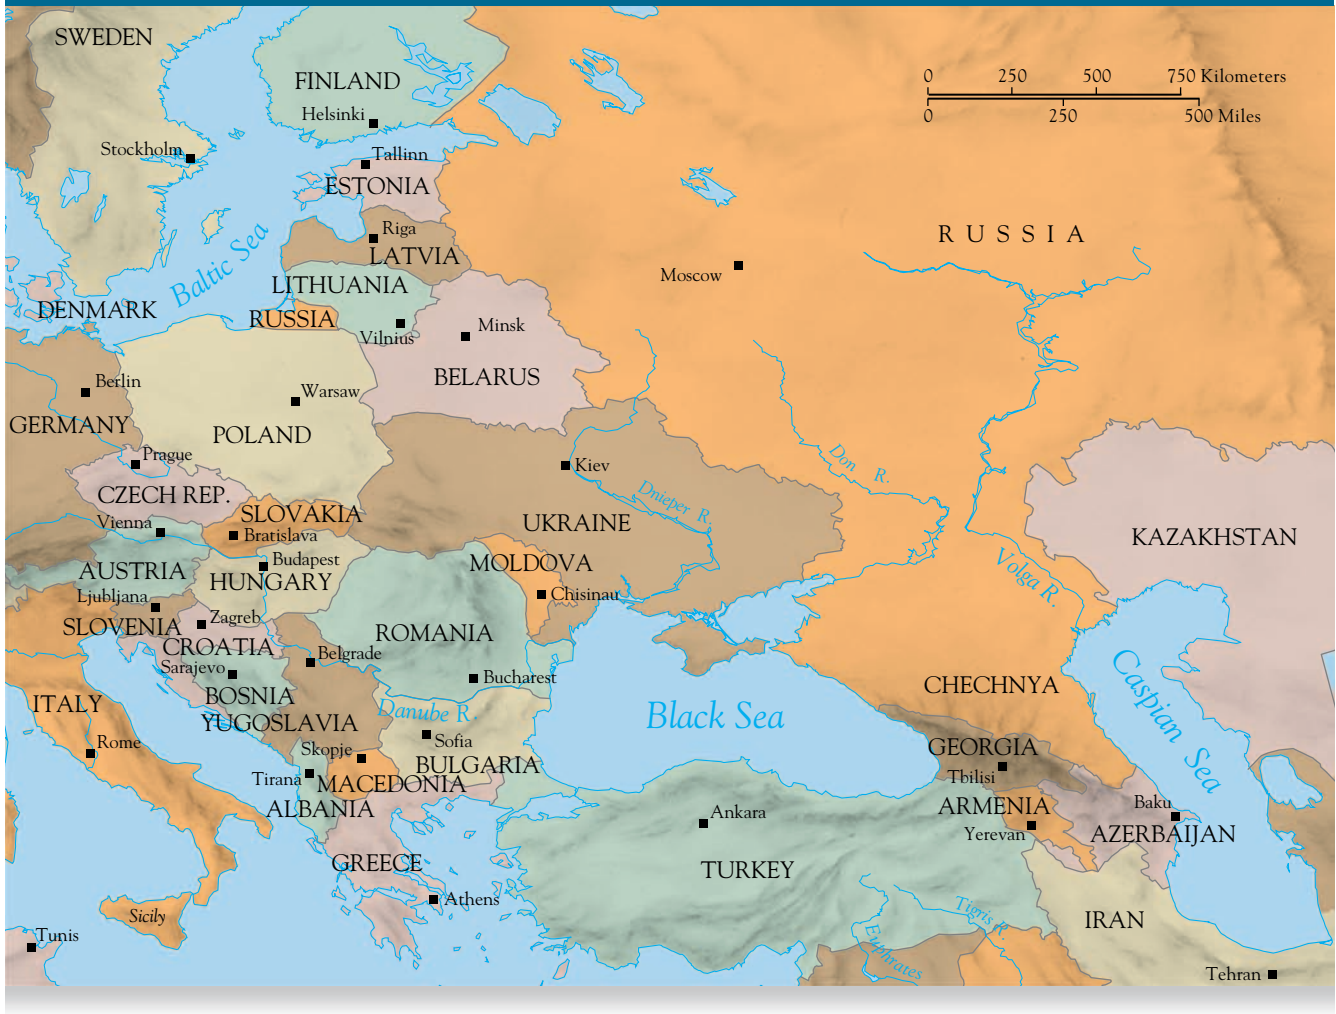 SWEDEN
FINLAND
0 250 500 750 Kilometers
0 250 500 Miles
Helsinki
Stockholm
Tallinn
ESTONIA
Riga
LATVIA
RUSSIA
Baltic Sea
Moscow
LITHUANIA
DENMARK
RUSSIA
Vilnius
Minsk
BELARUS
Berlin
Warsaw
GERMANY
POLAND
Prague
Kiev
Don R.
CZECH REP.
Dnieper R.
SLOVAKIA
Vienna
Bratislava
UKRAINE
KAZAKHSTAN
Budapest
MOLDOVA
Volga R.
AUSTRIA
HUNGARY
Ljubljana
Chisinau
Zagreb
SLOVENIA
ROMANIA
CROATIA
Belgrade
Sarajevo
Bucharest
CHECHNYA
Caspian Sea
BOSNIA
ITALY
Danube R.
Black Sea
YUGOSLAVIA
Rome
Skopje
Sofia
GEORGIA
BULGARIA
Tirana
MACEDONIA
Tbilisi
ALBANIA
Ankara
ARMENIA
Baku
Yerevan
AZERBAIJAN
GREECE
TURKEY
Athens
Sicily
Tigris R.
IRAN
Tunis
Euphrates
Tehran